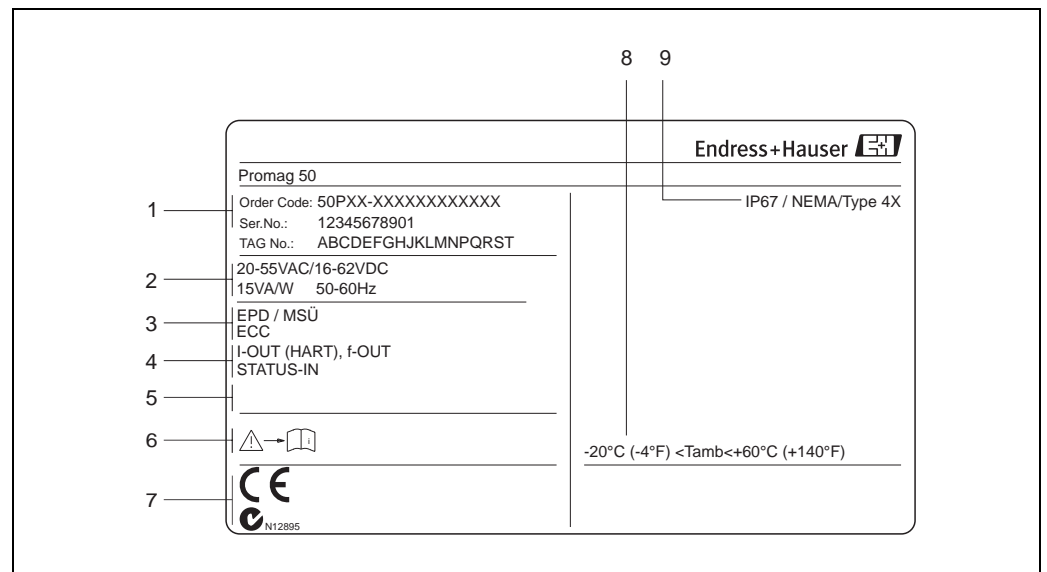 8 9
Endress+Hauser
Promag 50
1
Order Code: 50PXX-XXXXXXXXXXXX
Ser.No.: 12345678901
TAG No.: ABCDEFGHJKLMNPQRST
IP67 / NEMA/Type 4X
2
20-55VAC/16-62VDC
15VA/W 50-60Hz
3
EPD / MSÜ
ECC
4
I-OUT (HART), f-OUT
STATUS-IN
5
6
i
-20°C (-4°F) <Tamb<+60°C (+140°F)
7
CE
N12895